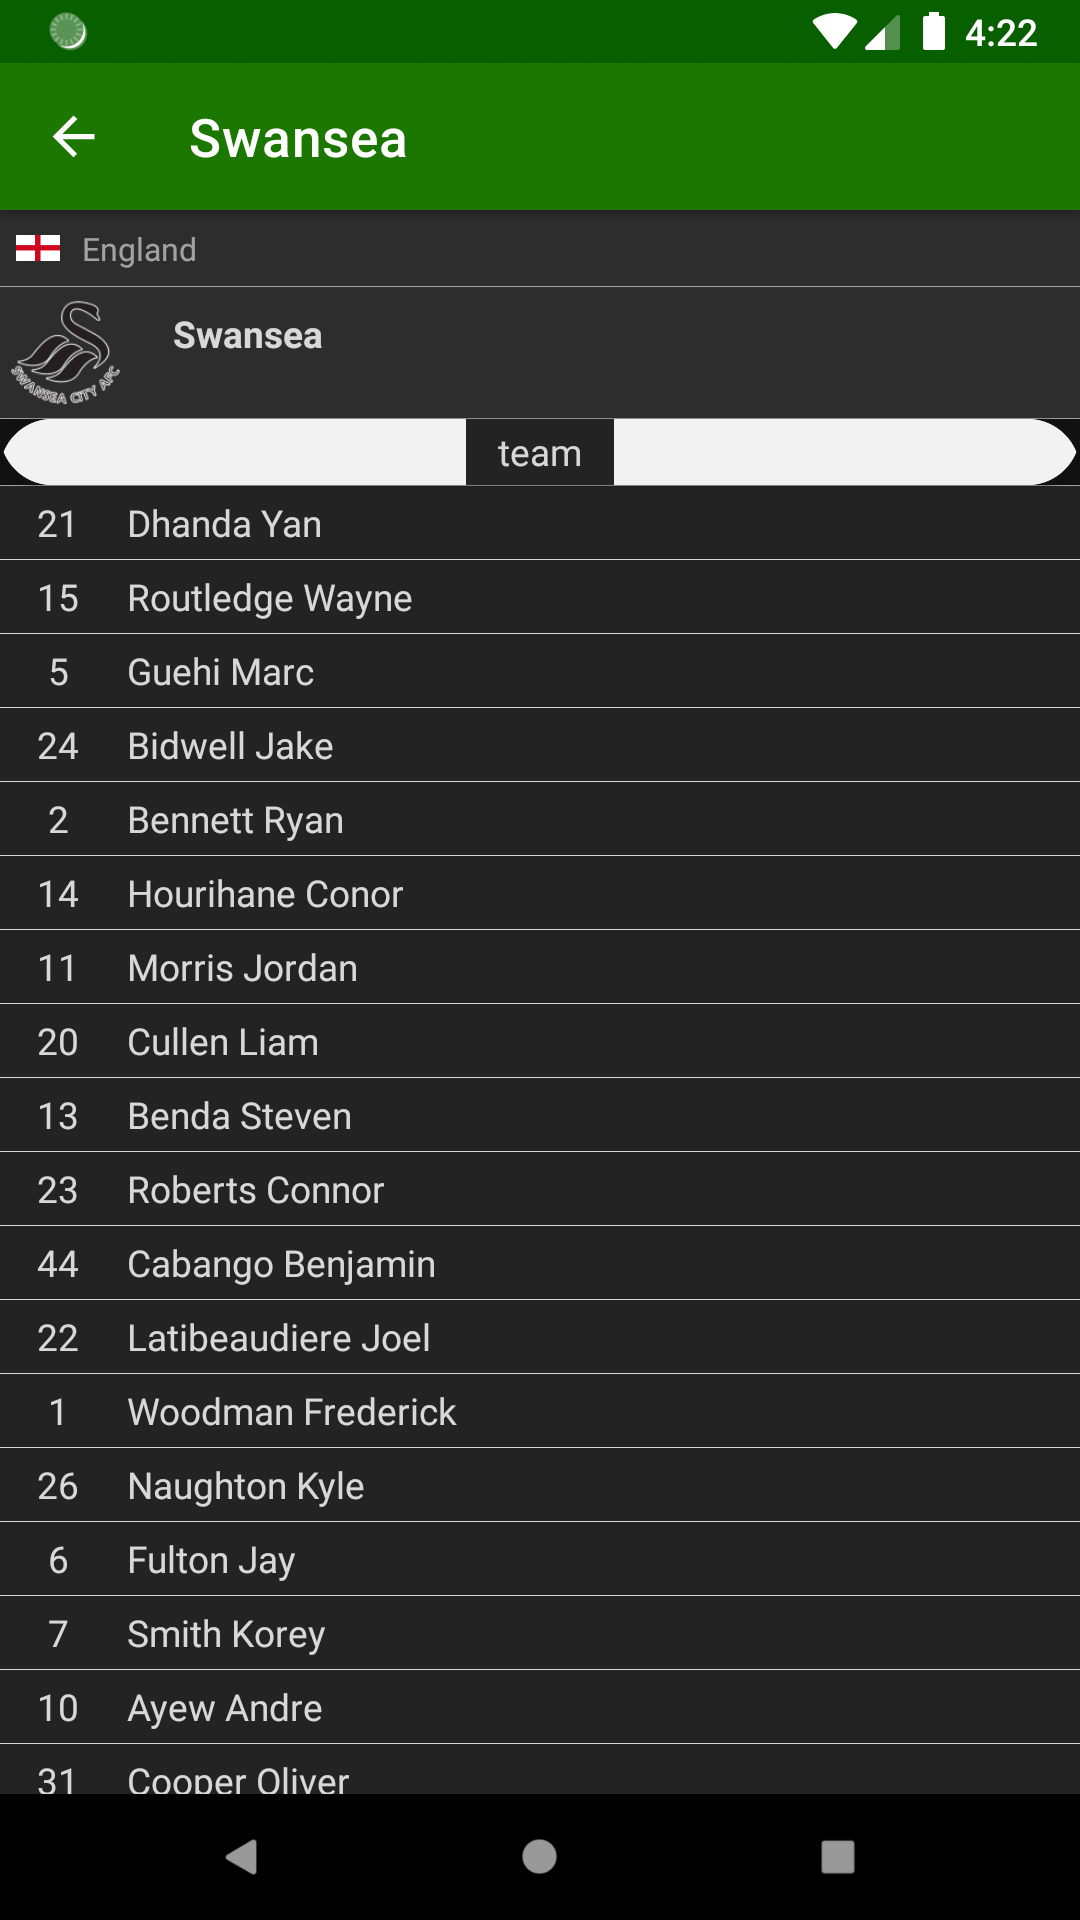 4:22
Swansea
England
SWANSEA CITY AFC
Swansea
team
21 Dhanda Yan
15 Routledge Wayne
5 Guehi Marc
24 Bidwell Jake
2 Bennett Ryan
14 Hourihane Conor
11 Morris Jordan
20 Cullen Liam
13 Benda Steven
23 Roberts Connor
44 Cabango Benjamin
22 Latibeaudiere Joel
1 Woodman Frederick
26 Naughton Kyle
6 Fulton Jay
7 Smith Korey
10 Ayew Andre
31 Cooper Oliver